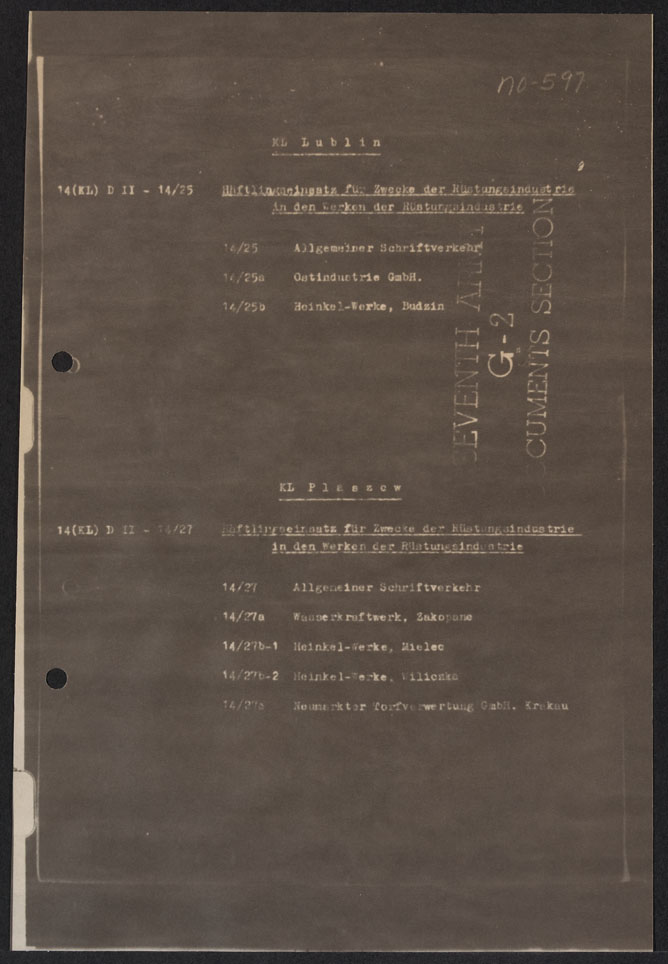 NO-597
KL Lublin
14(KL) D II - 14/25 Häftlingseinsatz für Zwecke der Rüstungsindustrie
in den Werken der Rüstungsindustrie
14/25 Allgemeiner Schriftverkehr
14/25a Ostindustrie GmbH.
14/25b Heinkel-Werke, Budzin
SEVENTH ARMY
G-2
DOCUMENTS SECTION
KL Plaszow
14(KL) D II - 14/27 Häftlingseinsatz für Zwecke der Rüstungsindustrie
in den Werken der Rüstungsindustrie
14/27 Allgemeiner Schriftverkehr
14/27a Wasserkraftwerk, Zakopane
14/27b-1 Heinkel-Werke, Mielec
14/27b-2 Heinkel-Werke, Wiliczka
Neumarkter Torfverwertung GmbH. Krakau